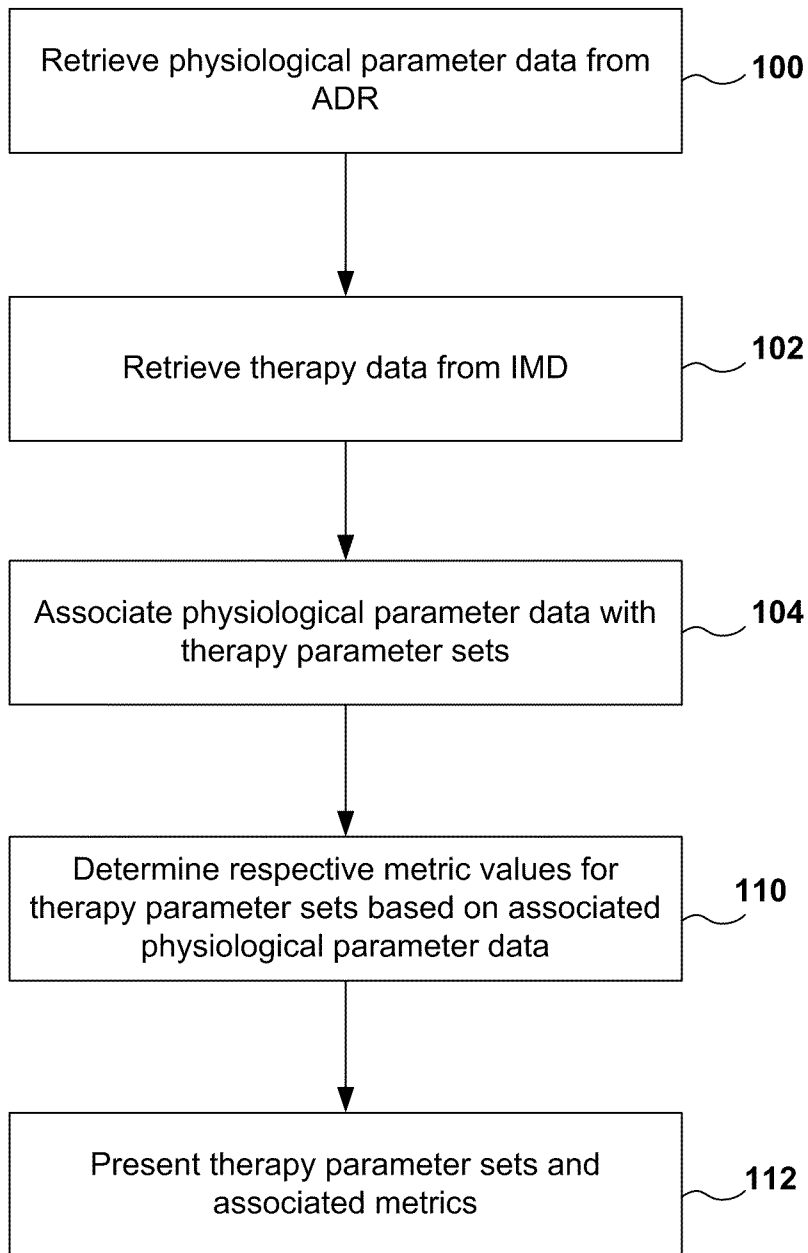 Retrieve physiological parameter data from
ADR
100
Retrieve therapy data from IMD
102
Associate physiological parameter data with
therapy parameter sets
104
Determine respective metric values for
therapy parameter sets based on associated
physiological parameter data
110
Present therapy parameter sets and
associated metrics
112